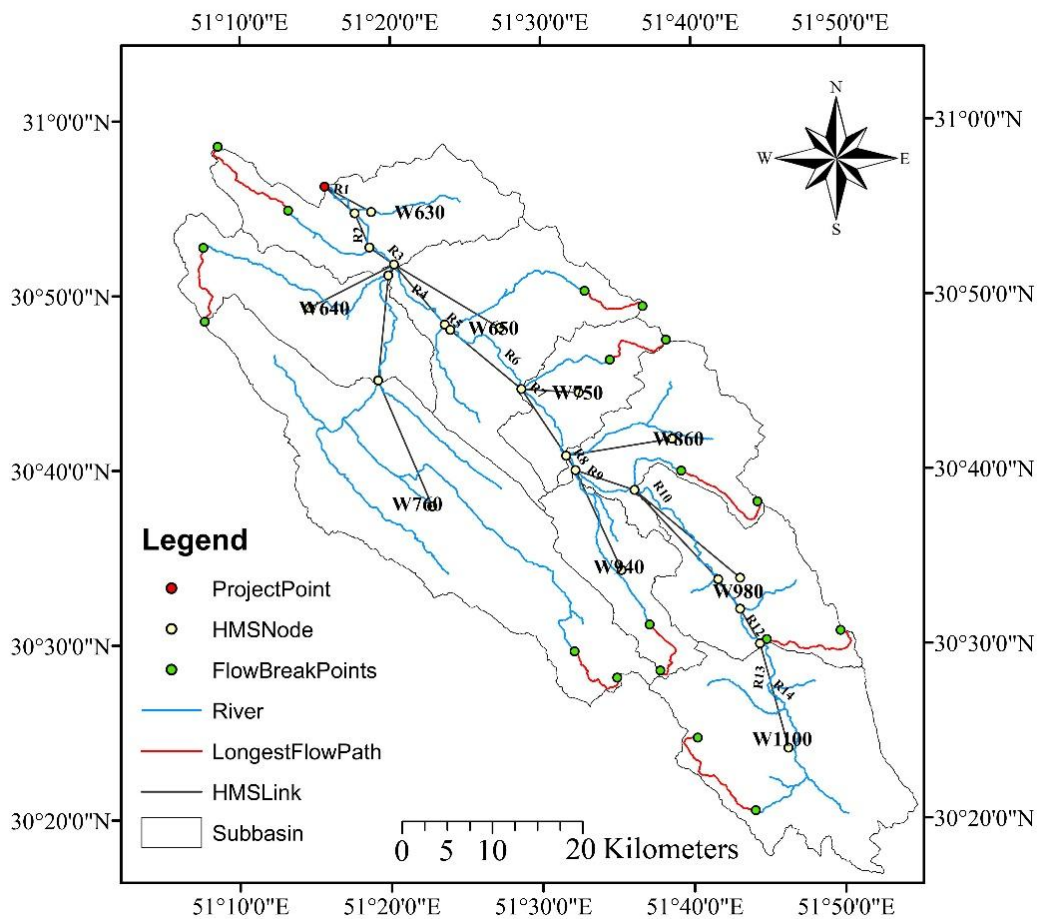 51°10'0"E 51°20'0"E 51°30'0"E 51°40'0"E 51°50'0"E
N
W E
S
31°0'0"N 31°0'0"N
R1
W630
R2
R3
30°50'0"N 30°50'0"N
R4
W640
R5 W650
R6
R7 W750
W860
R8
30°40'0"N R9 30°40'0"N
R10
W760
W940
W980
R12
30°30'0"N 30°30'0"N
R13 R14
W1100
30°20'0"N 30°20'0"N
Legend
ProjectPoint
HMSNode
FlowBreakPoints
River
LongestFlowPath
HMSLink
Subbasin
0 5 10 20 Kilometers
51°10'0"E 51°20'0"E 51°30'0"E 51°40'0"E 51°50'0"E